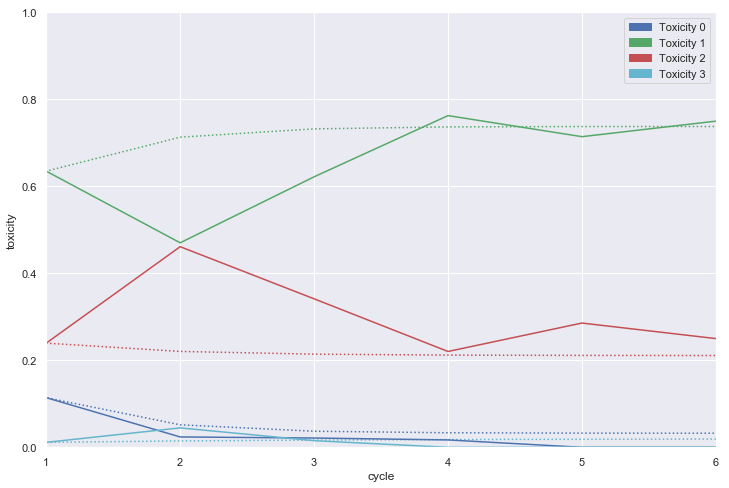 1.0
0.8
0.6
0.4
0.2
0.0
toxicity
1 2 3 4 5 6
cycle
Toxicity 0
Toxicity 1
Toxicity 2
Toxicity 3